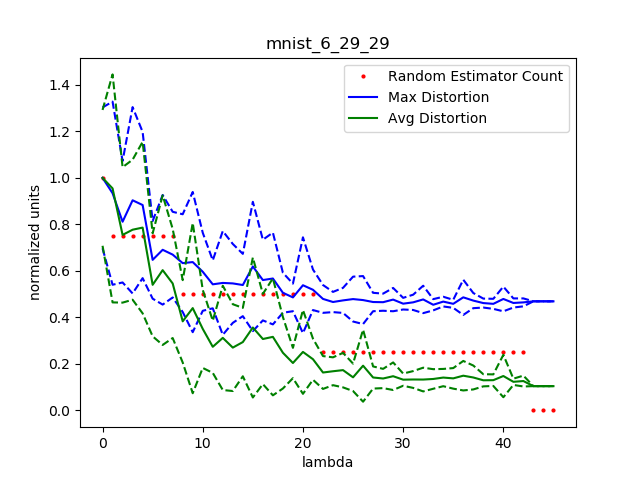 mnist_6_29_29
Random Estimator Count
Max Distortion
Avg Distortion
normalized units
1.4
1.2
1.0
0.8
0.6
0.4
0.2
0.0
0
10
20
30
40
lambda